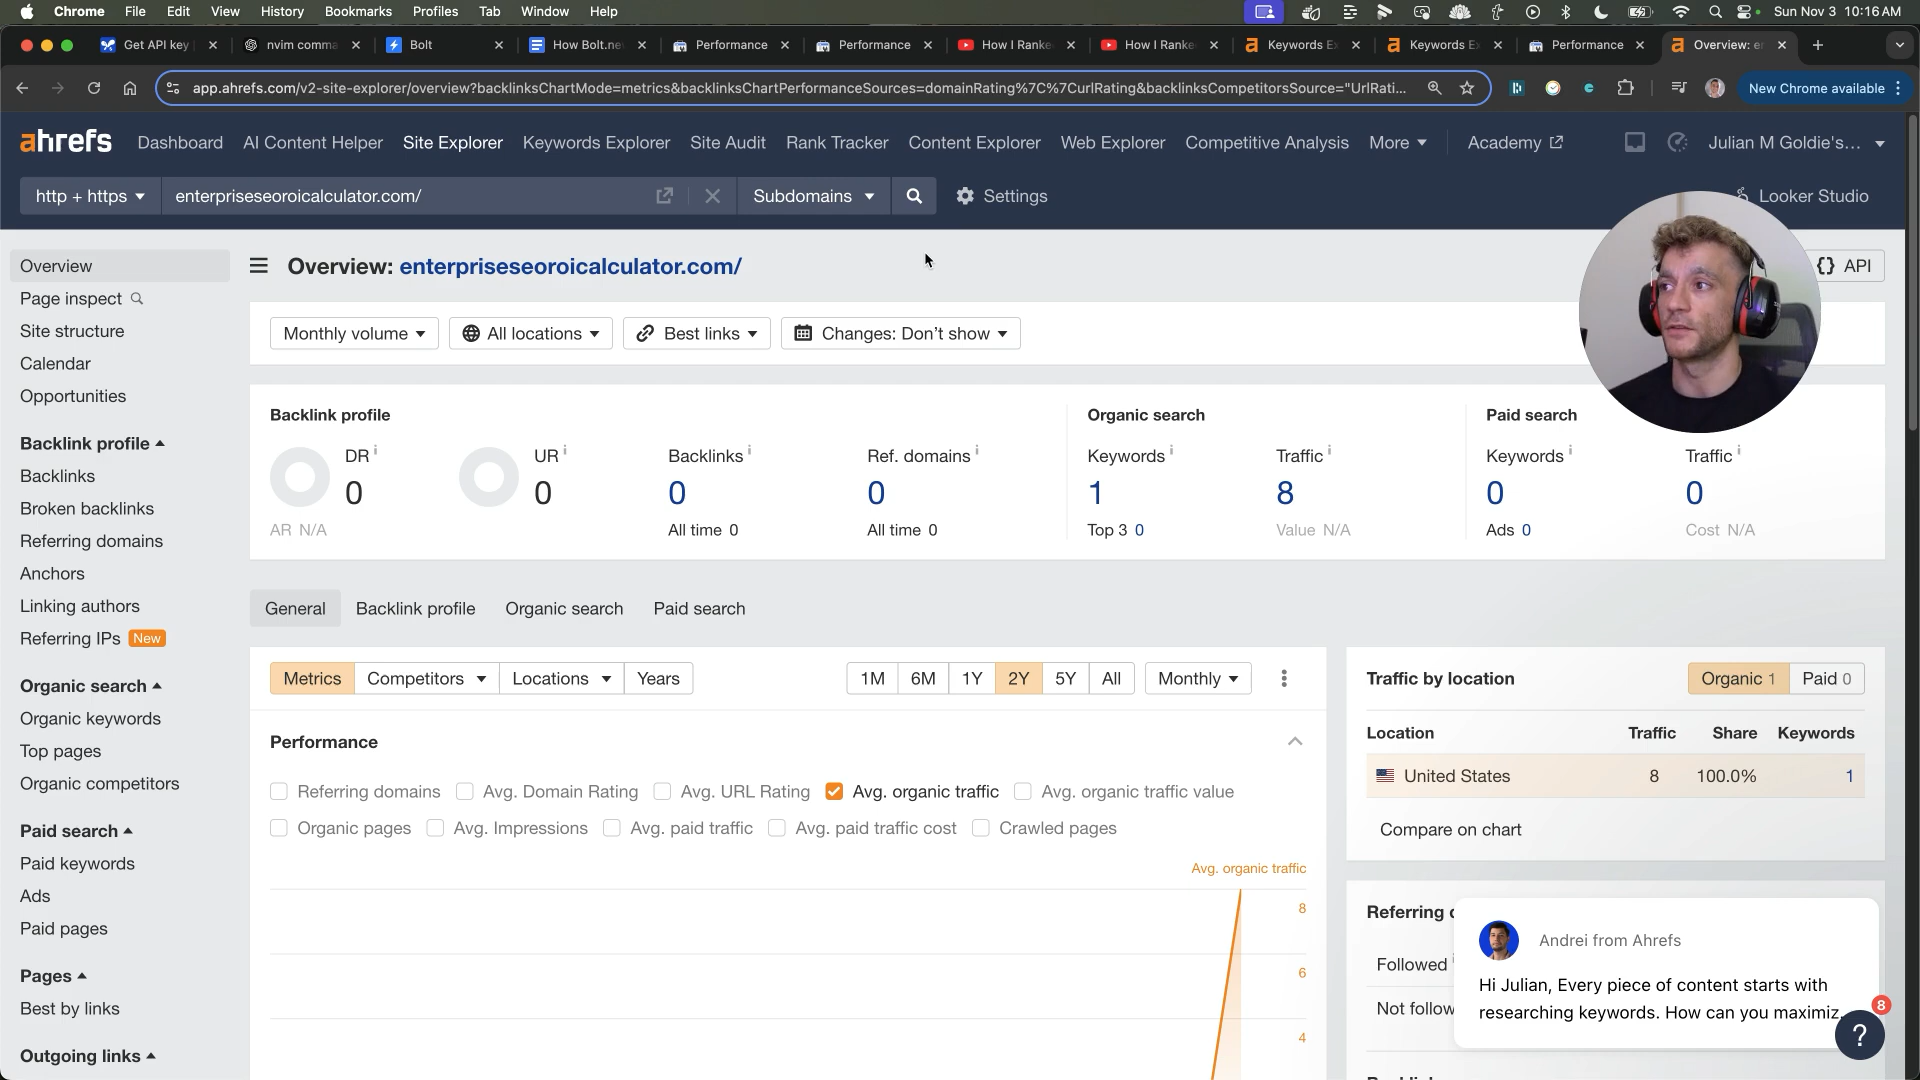 Chrome File Edit View History Bookmarks Profiles Tab Window Help Sun Nov 3 10:16 AM
Get API key nvim comma Bolt How Bolt.ne Performance Performance How I Ranke How I Ranke Keywords Ex Keywords Ex Performance Overview: en
app.ahrefs.com/v2-site-explorer/overview?backlinksChartMode=metrics&backlinksChartPerformanceSources=domainRating%7C%7CurlRating&backlinksCompetitorsSource="UrlRati... New Chrome available
ahrefs Dashboard AI Content Helper Site Explorer Keywords Explorer Site Audit Rank Tracker Content Explorer Web Explorer Competitive Analysis More Academy Julian M Goldie's...
http + https enterpriseseoroicalculator.com/ Subdomains Settings Looker Studio
Overview
Page inspect
Site structure
Calendar
Opportunities
Backlink profile
Backlinks
Broken backlinks
Referring domains
Anchors
Linking authors
Referring IPs New
Organic search
Organic keywords
Top pages
Organic competitors
Paid search
Paid keywords
Ads
Paid pages
Pages
Best by links
Outgoing links
Overview: enterpriseseoroicalculator.com/ {} API
Monthly volume All locations Best links Changes: Don't show
Backlink profile
DR i
0
AR N/A
UR i
0
Backlinks i
0
All time 0
Ref. domains i
0
All time 0
Organic search
Keywords i
1
Top 3 0
Traffic i
8
Value N/A
Paid search
Keywords i
0
Ads 0
Traffic i
0
Cost N/A
General Backlink profile Organic search Paid search
Metrics Competitors Locations Years 1M 6M 1Y 2Y 5Y All Monthly
Performance
Referring domains Avg. Domain Rating Avg. URL Rating Avg. organic traffic Avg. organic traffic value
Organic pages Avg. Impressions Avg. paid traffic Avg. paid traffic cost Crawled pages
Avg. organic traffic
8
6
4
Traffic by location Organic 1 Paid 0
Location Traffic Share Keywords
United States 8 100.0% 1
Compare on chart
Referring
Followed
Not follow
Andrei from Ahrefs
Hi Julian, Every piece of content starts with
researching keywords. How can you maximiz...
8
?